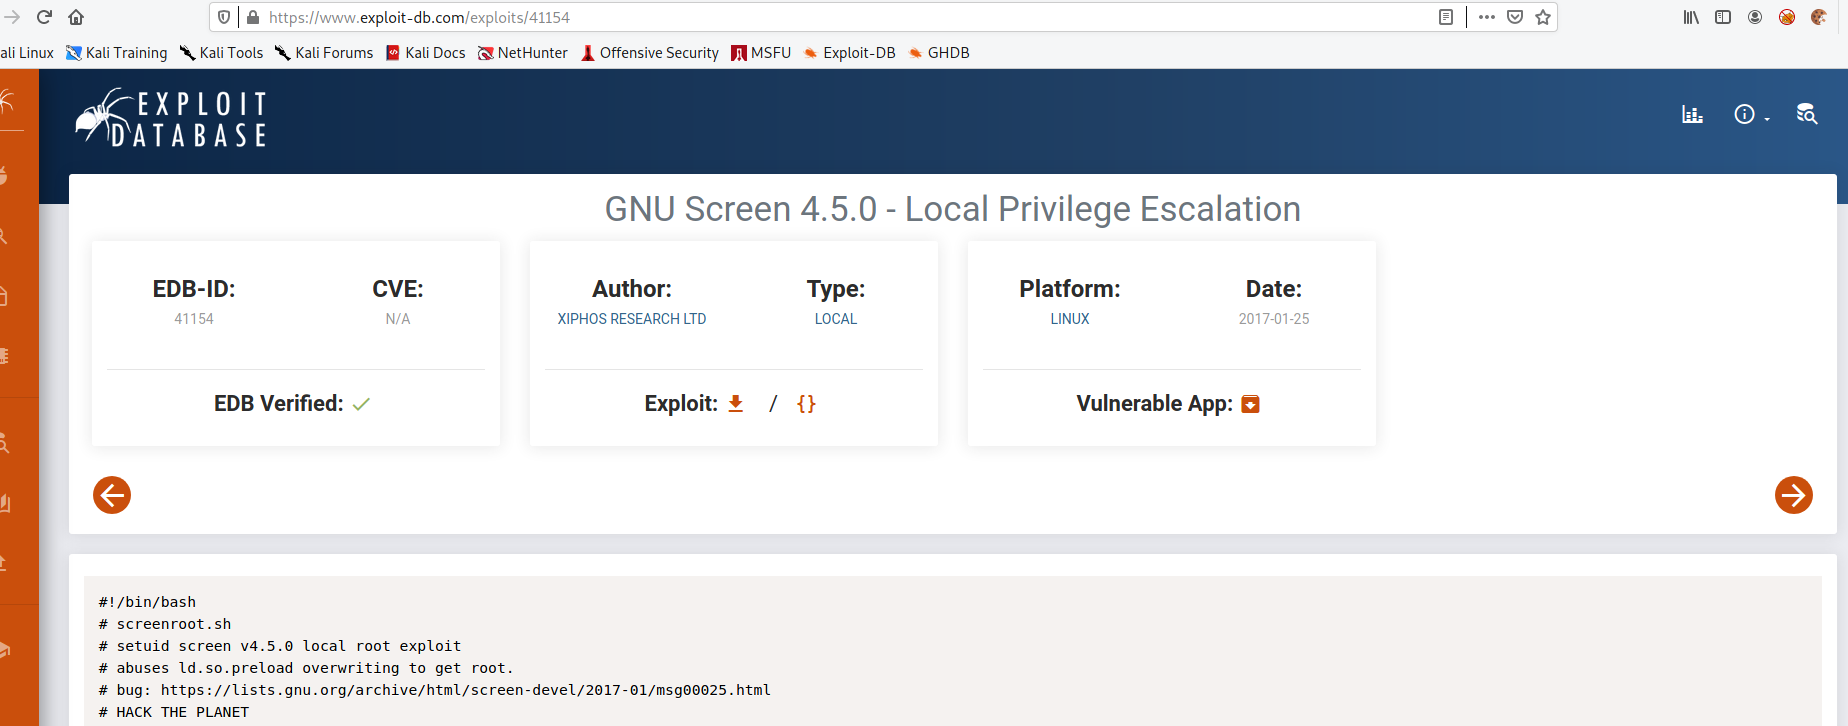 https://www.exploit-db.com/exploits/41154
ali Linux Kali Training Kali Tools Kali Forums Kali Docs NetHunter Offensive Security MSFU Exploit-DB GHDB
EXPLOIT
DATABASE
GNU Screen 4.5.0 - Local Privilege Escalation
EDB-ID: CVE: Author: Type: Platform: Date:
41154 N/A XIPHOS RESEARCH LTD LOCAL LINUX 2017-01-25
EDB Verified: Exploit: / {} Vulnerable App:
#!/bin/bash
# screenroot.sh
# setuid screen v4.5.0 local root exploit
# abuses ld.so.preload overwriting to get root.
# bug: https://lists.gnu.org/archive/html/screen-devel/2017-01/msg00025.html
# HACK THE PLANET